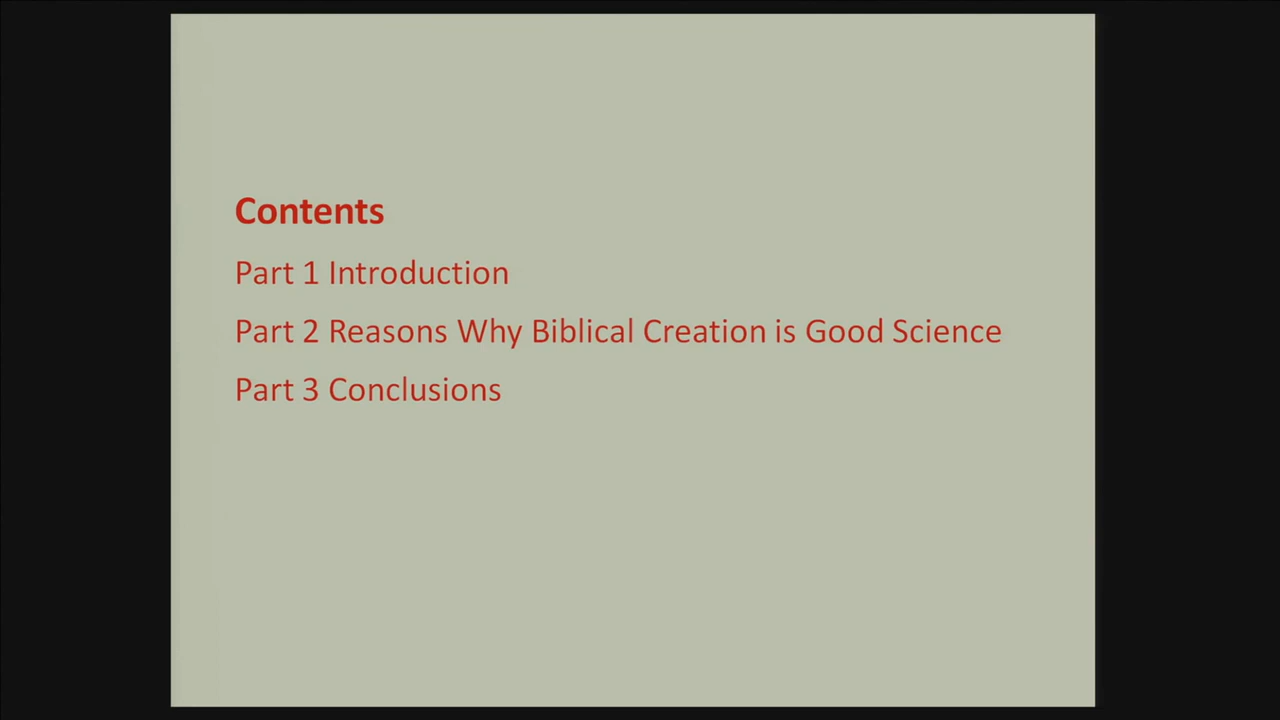 Contents
Part 1 Introduction
Part 2 Reasons Why Biblical Creation is Good Science
Part 3 Conclusions